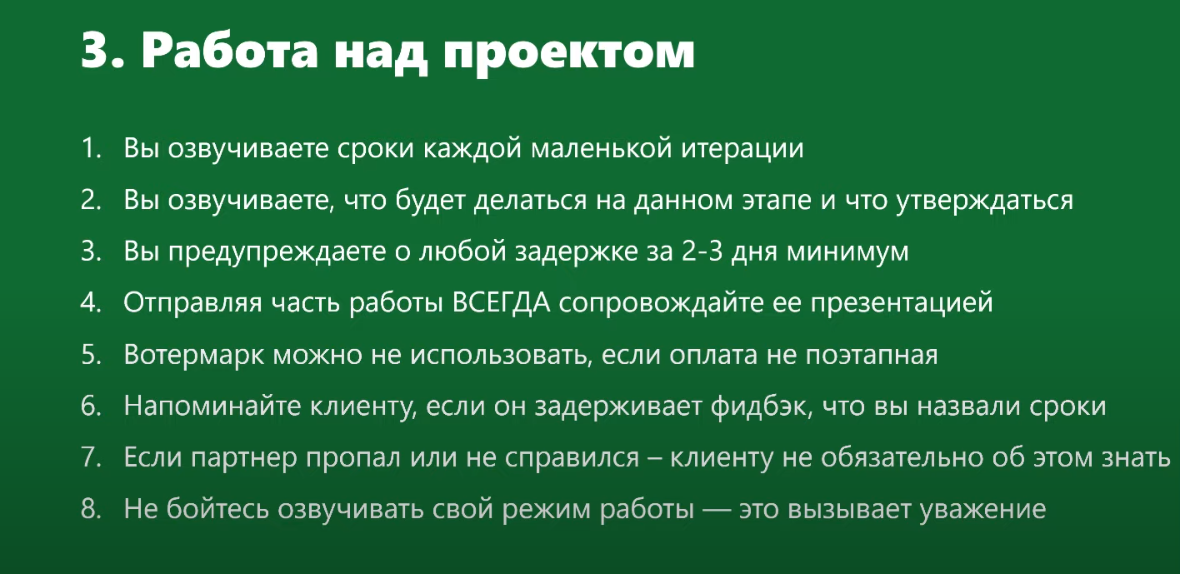 3. Работа над проектом
1. Вы озвучиваете сроки каждой маленькой итерации
2. Вы озвучиваете, что будет делаться на данном этапе и что утверждаться
3. Вы предупреждаете о любой задержке за 2-3 дня минимум
4. Отправляя часть работы ВСЕГДА сопровождайте ее презентацией
5. Вотермарк можно не использовать, если оплата не поэтапная
6. Напоминайте клиенту, если он задерживает фидбэк, что вы назвали сроки
7. Если партнер пропал или не справился – клиенту не обязательно об этом знать
8. Не бойтесь озвучивать свой режим работы — это вызывает уважение